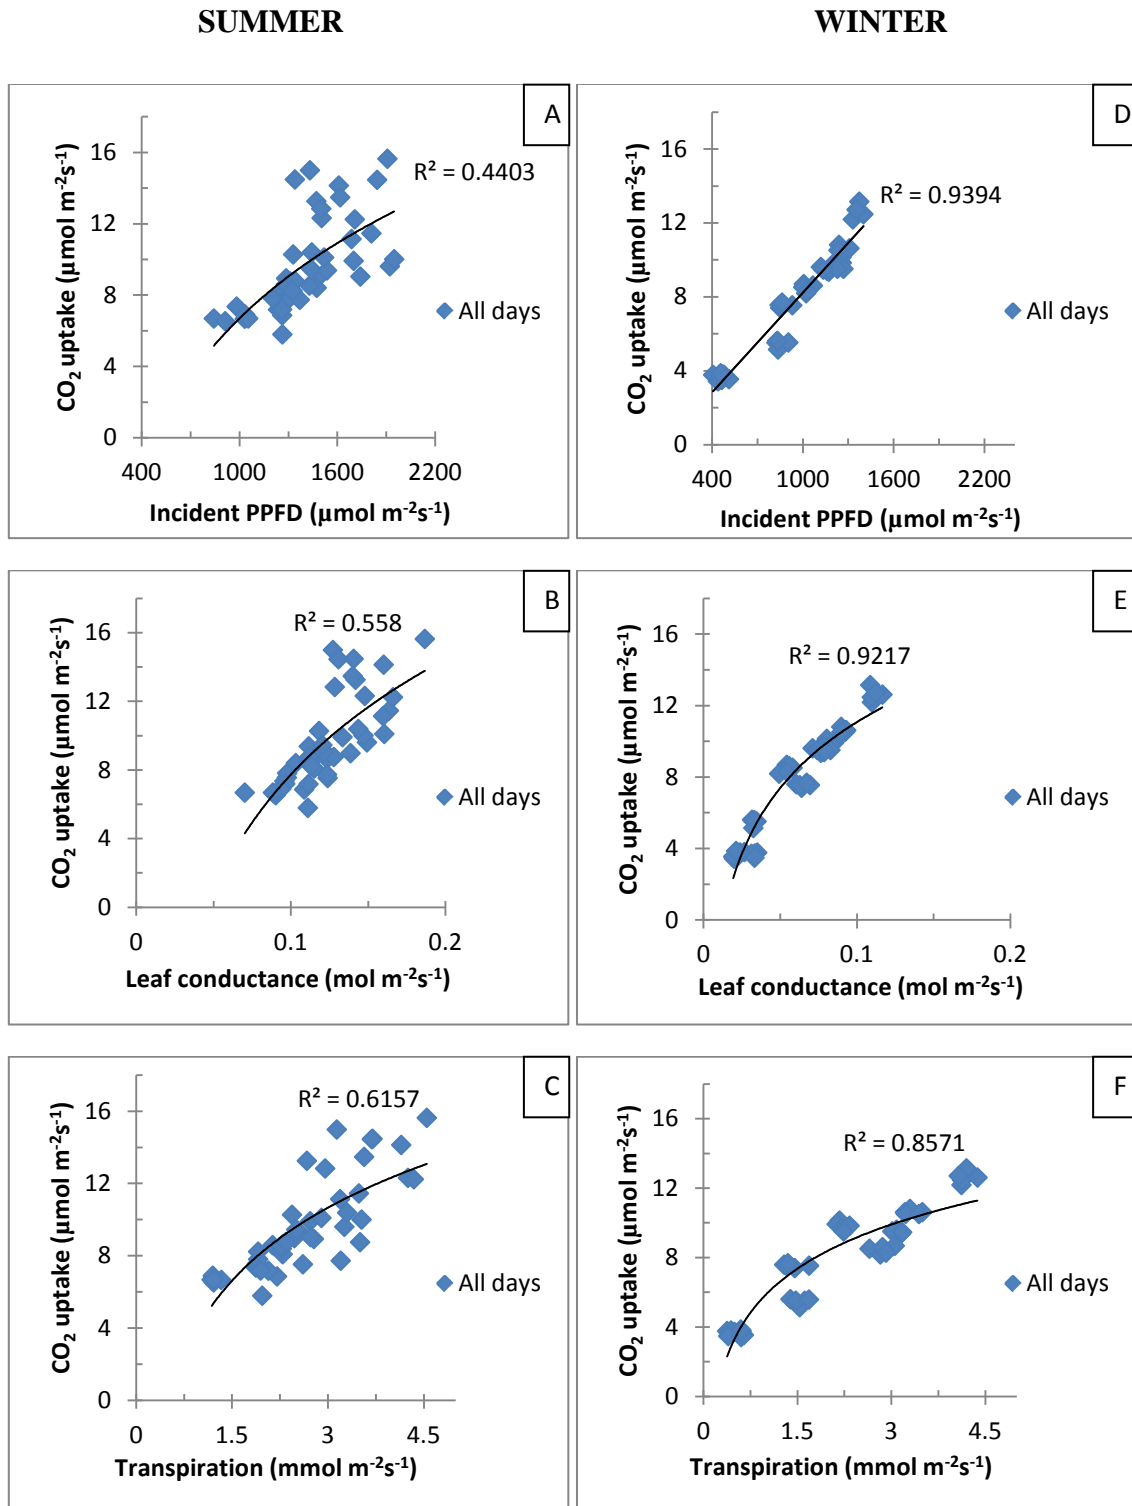 SUMMER
WINTER
A
CO₂ uptake (µmol m⁻²s⁻¹)
16
12
8
4
0
R² = 0.4403
All days
400 1000 1600 2200
Incident PPFD (µmol m⁻²s⁻¹)
D
CO₂ uptake (µmol m⁻²s⁻¹)
16
12
8
4
0
R² = 0.9394
All days
400 1000 1600 2200
Incident PPFD (µmol m⁻²s⁻¹)
B
CO₂ uptake (µmol m⁻²s⁻¹)
16
12
8
4
0
R² = 0.558
All days
0 0.1 0.2
Leaf conductance (mol m⁻²s⁻¹)
E
CO₂ uptake (µmol m⁻²s⁻¹)
16
12
8
4
0
R² = 0.9217
All days
0 0.1 0.2
Leaf conductance (mol m⁻²s⁻¹)
C
CO₂ uptake (µmol m⁻²s⁻¹)
16
12
8
4
0
R² = 0.6157
All days
0 1.5 3 4.5
Transpiration (mmol m⁻²s⁻¹)
F
CO₂ uptake (µmol m⁻²s⁻¹)
16
12
8
4
0
R² = 0.8571
All days
0 1.5 3 4.5
Transpiration (mmol m⁻²s⁻¹)